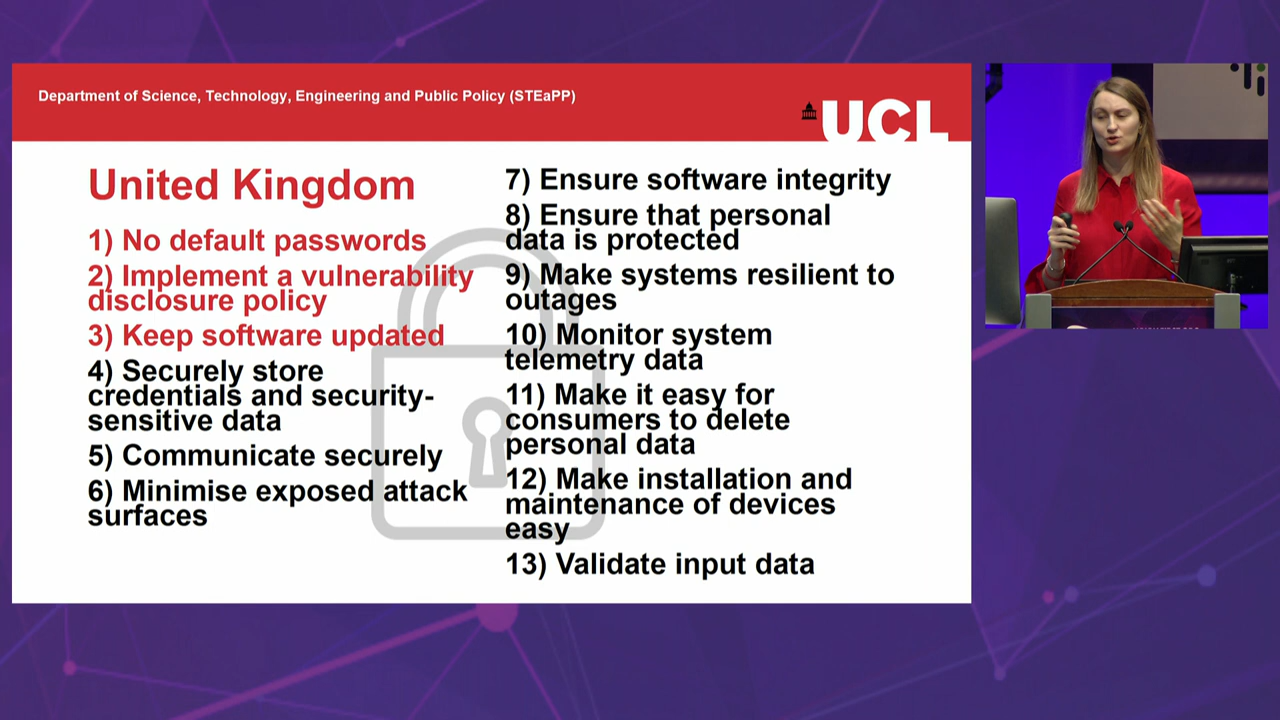 Department of Science, Technology, Engineering and Public Policy (STEaPP)
UCL
United Kingdom
1) No default passwords
2) Implement a vulnerability
disclosure policy
3) Keep software updated
4) Securely store
credentials and security-
sensitive data
5) Communicate securely
6) Minimise exposed attack
surfaces
7) Ensure software integrity
8) Ensure that personal
data is protected
9) Make systems resilient to
outages
10) Monitor system
telemetry data
11) Make it easy for
consumers to delete
personal data
12) Make installation and
maintenance of devices
easy
13) Validate input data